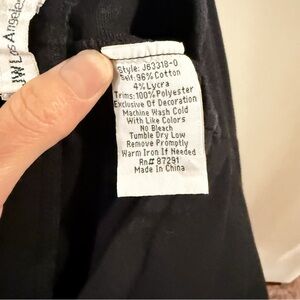 Los Angeles
Style: J63318-O
Self: 96% Cotton
4% Lycra
Trims: 100% Polyester
Exclusive Of Decoration
Machine Wash Cold
With Like Colors
No Bleach
Tumble Dry Low
Remove Promptly
Warm Iron If Needed
Rn# 87291
Made In China